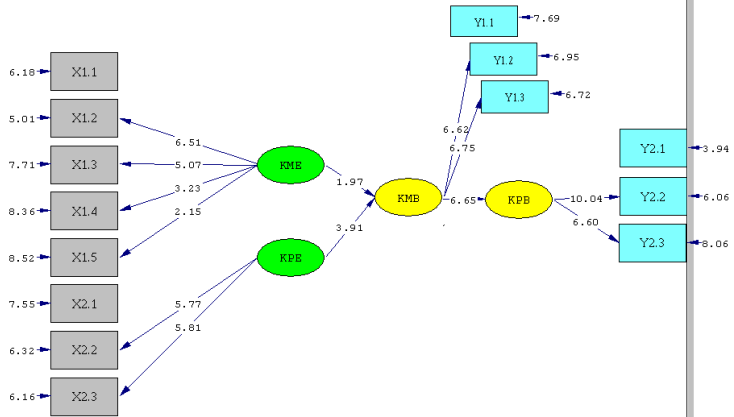 Y1.1
7.69
Y1.2
6.95
Y1.3
6.72
6.18
X1.1
5.01
X1.2
7.71
X1.3
8.36
X1.4
8.52
X1.5
7.55
X2.1
6.32
X2.2
6.16
X2.3
6.51
5.07
3.23
2.15
5.77
5.81
KME
KPE
1.97
3.91
KMB
6.62
6.75
6.65
KPB
10.04
6.60
Y2.1
3.94
Y2.2
6.06
Y2.3
8.06